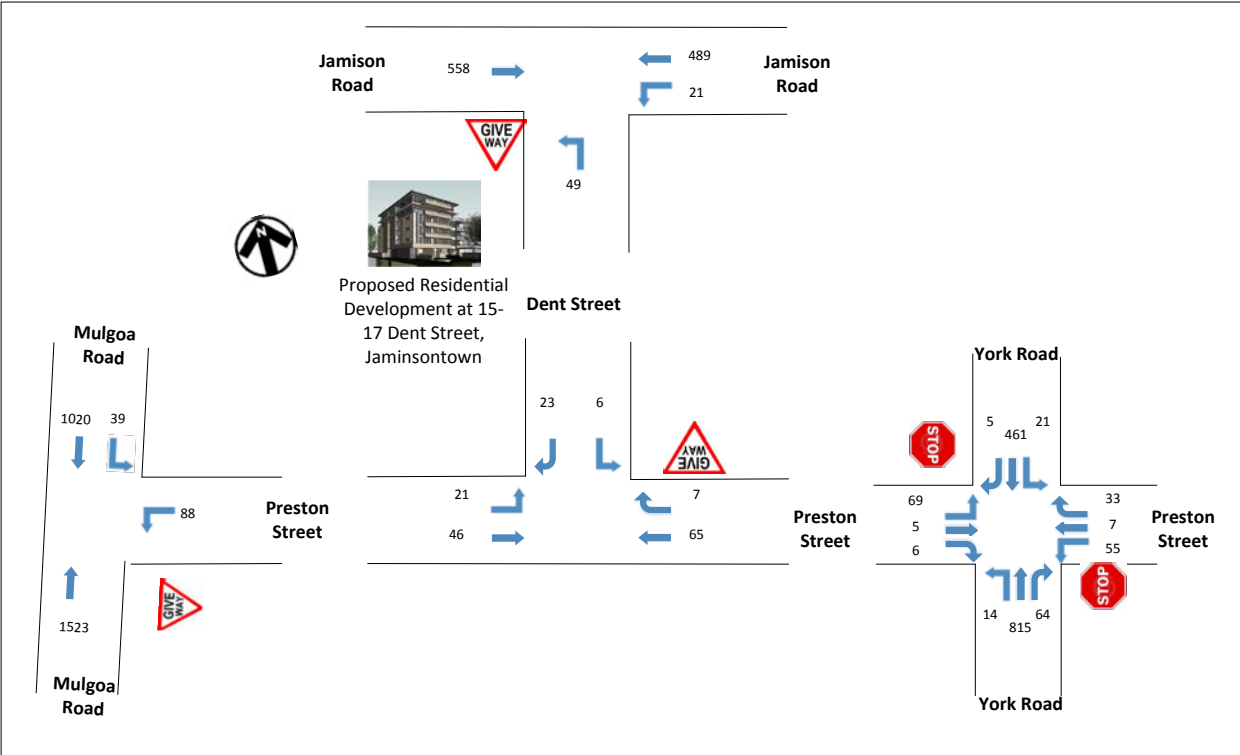 Jamison
Road
558
489
21
Jamison
Road
GIVE
WAY
49
N
Proposed Residential
Development at 15-
17 Dent Street,
Jaminsontown
Dent Street
Mulgoa
Road
1020
39
88
Preston
Street
GIVE
WAY
1523
Mulgoa
Road
23
6
GIVE
WAY
21
46
7
65
Preston
Street
York Road
STOP
5
461
21
69
5
6
33
7
55
Preston
Street
STOP
14
815
64
York Road